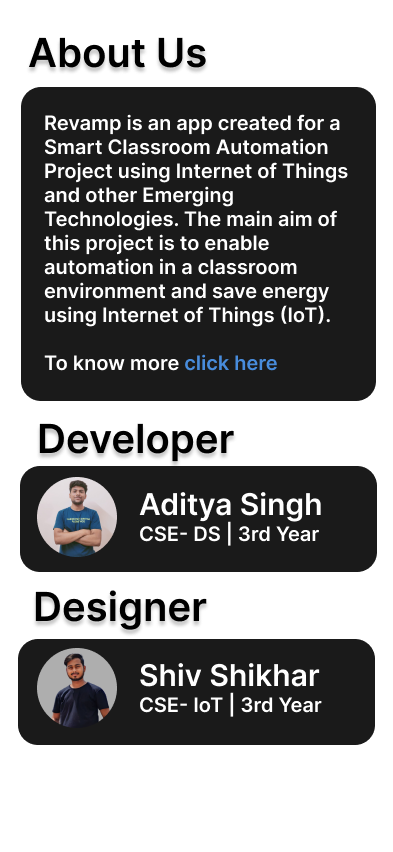 About Us
Revamp is an app created for a
Smart Classroom Automation
Project using Internet of Things
and other Emerging
Technologies. The main aim of
this project is to enable
automation in a classroom
environment and save energy
using Internet of Things (IoT).
To know more click here
Developer
Aditya Singh
CSE- DS | 3rd Year
Designer
Shiv Shikhar
CSE- IoT | 3rd Year